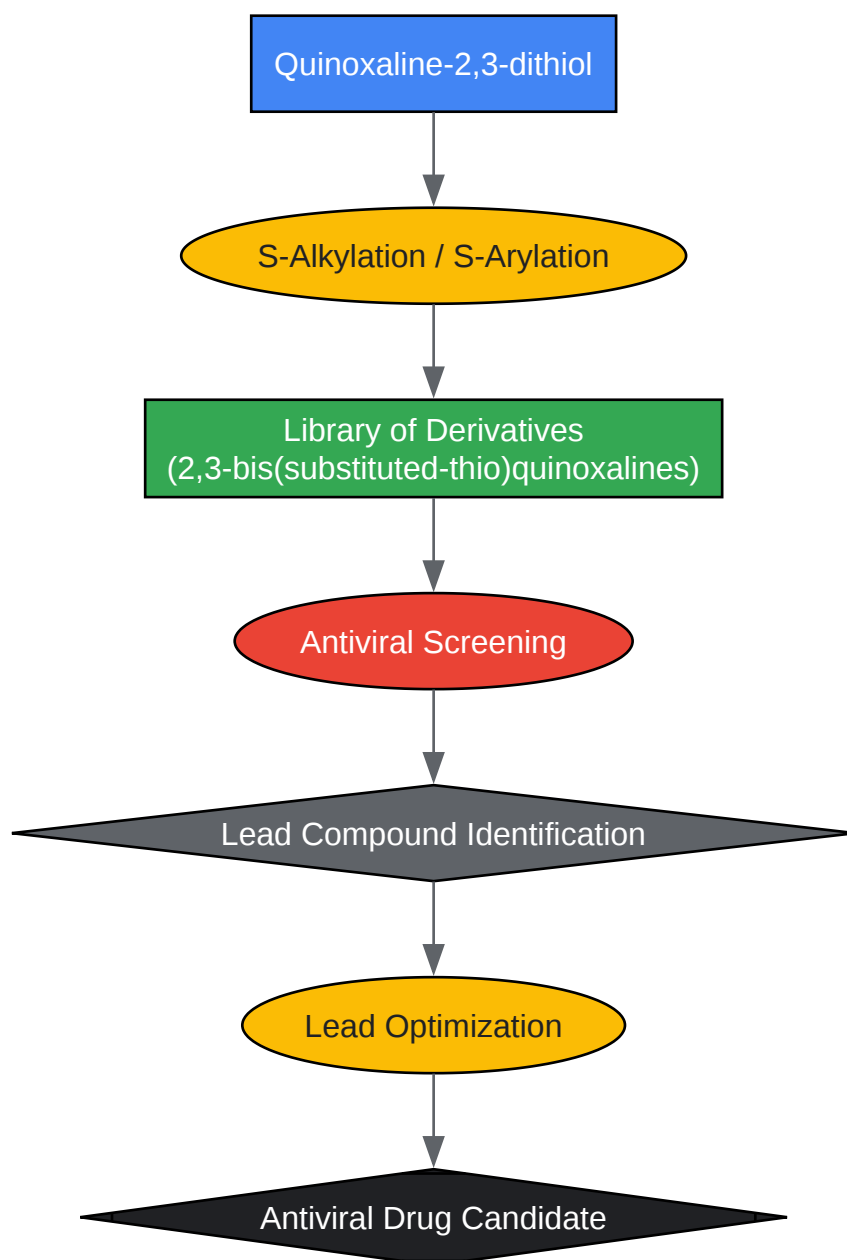 Quinoxaline-2,3-dithiol
S-Alkylation / S-Arylation
Library of Derivatives
(2,3-bis(substituted-thio)quinoxalines)
Antiviral Screening
Lead Compound Identification
Lead Optimization
Antiviral Drug Candidate